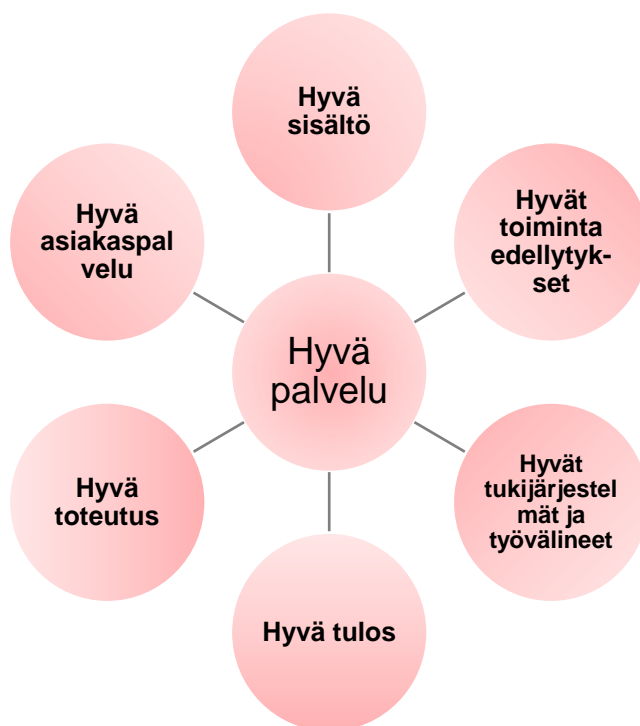 Hyvä
sisältö
Hyvät
toiminta
edellytyk-
set
Hyvä
asiakaspal
velu
Hyvä
palvelu
Hyvät
tukijärjestel
mät ja
työvälineet
Hyvä
toteutus
Hyvä tulos